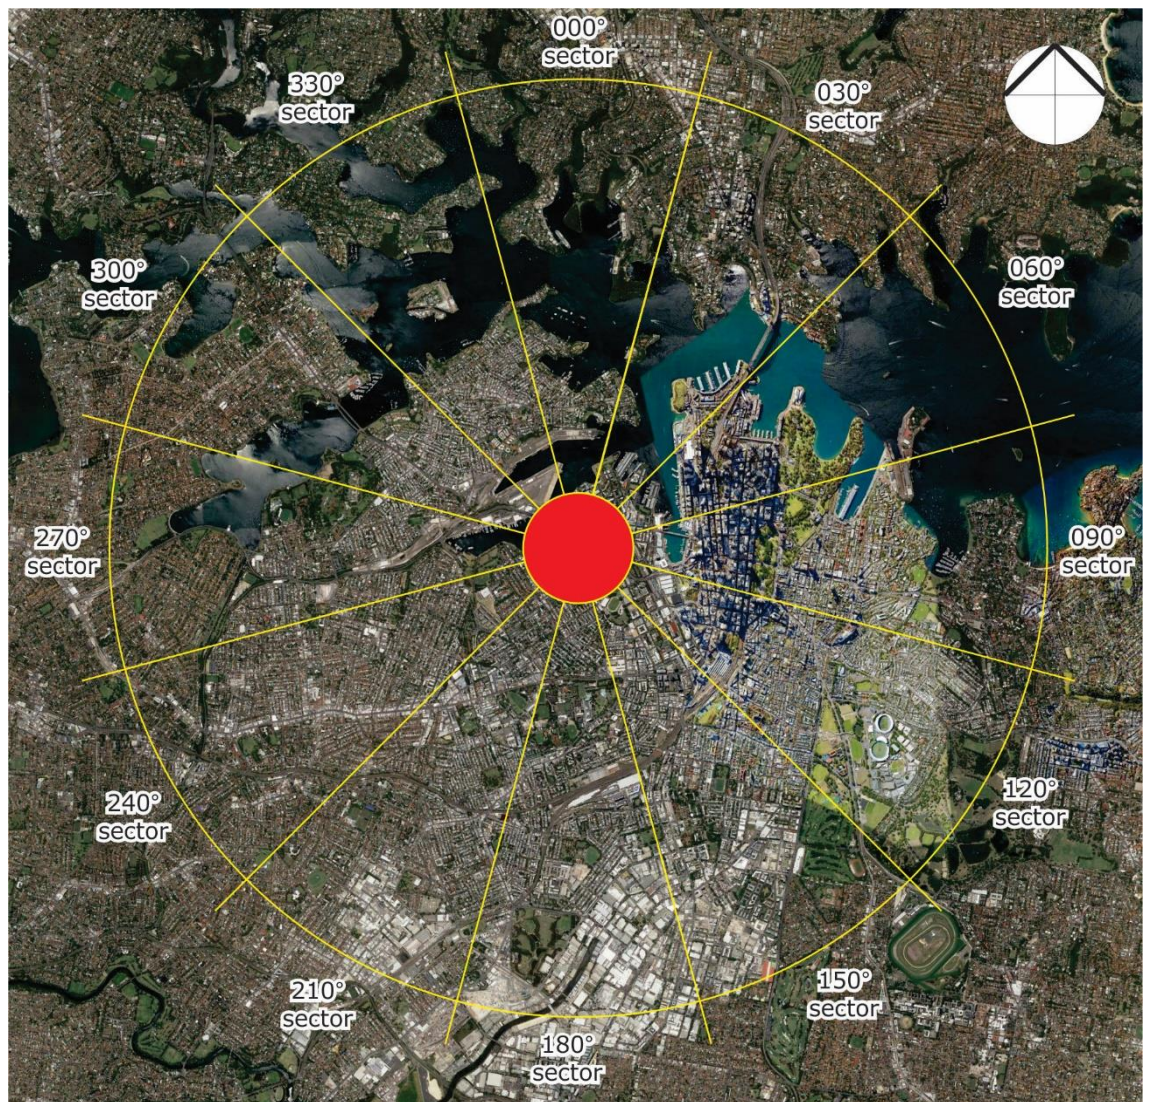 000°
sector
030°
sector
060°
sector
090°
sector
120°
sector
150°
sector
180°
sector
210°
sector
240°
sector
270°
sector
300°
sector
330°
sector